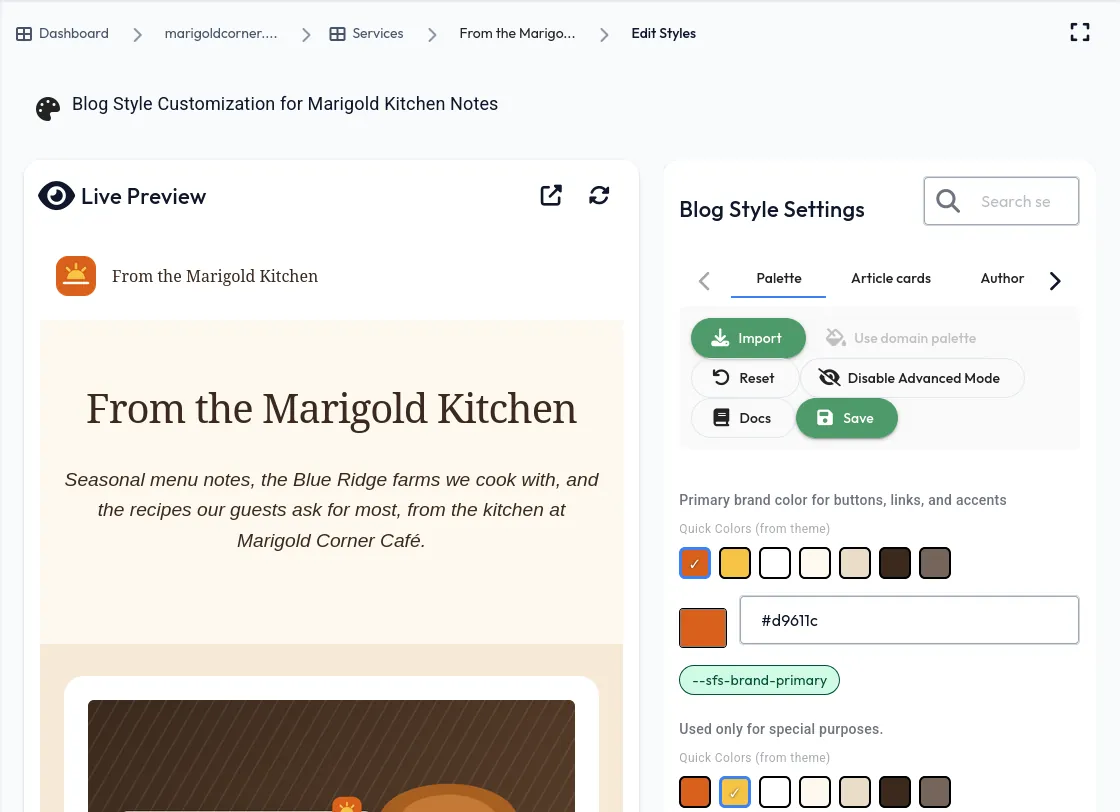 Dashboard
marigoldcorner....
Services
From the Marigo...
Edit Styles
Blog Style Customization for Marigold Kitchen Notes
Live Preview
From the Marigold Kitchen
From the Marigold Kitchen
Seasonal menu notes, the Blue Ridge farms we cook with, and
the recipes our guests ask for most, from the kitchen at
Marigold Corner Café.
Blog Style Settings
Search se
Palette
Article cards
Author
Import
Use domain palette
Reset
Disable Advanced Mode
Docs
Save
Primary brand color for buttons, links, and accents
Quick Colors (from theme)
#d9611c
--sfs-brand-primary
Used only for special purposes.
Quick Colors (from theme)